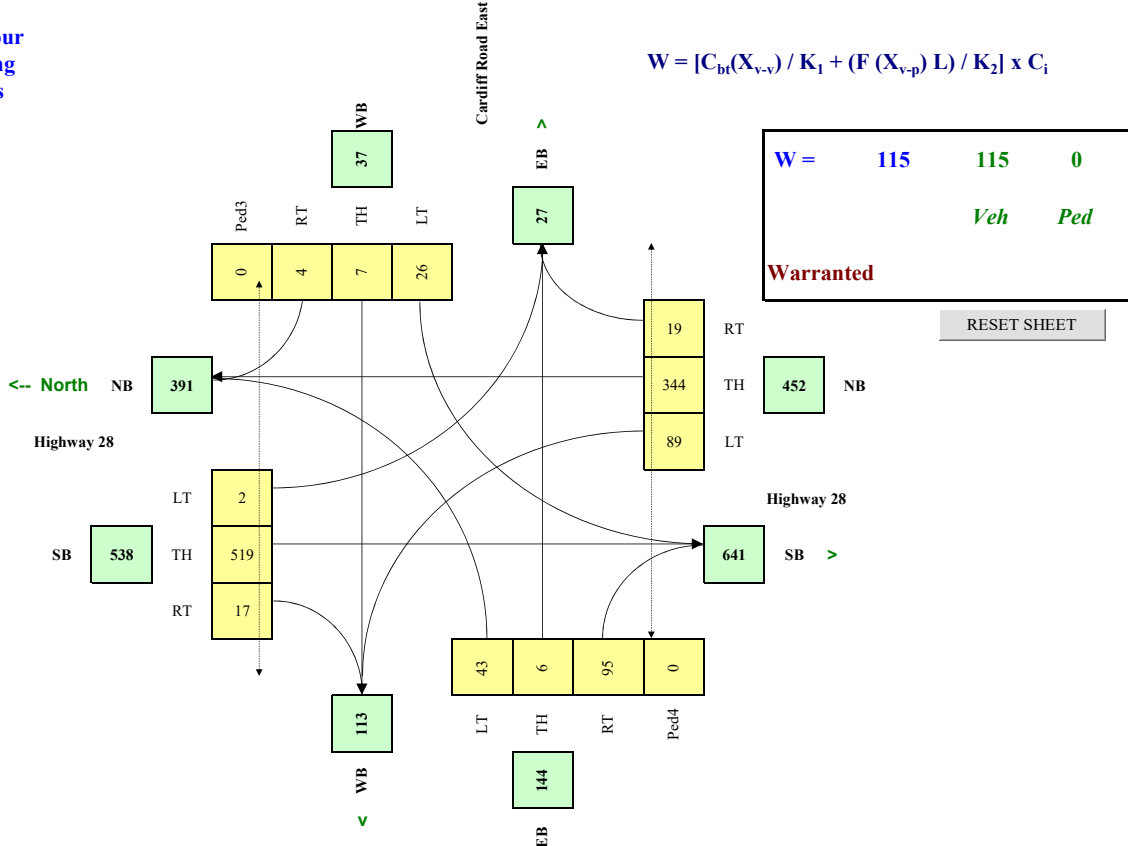 our
ng
s
Cardiff Road East
W = [Cbt(Xv-v) / K1 + (F (Xv-p) L) / K2] x Ci
WB
37
>
EB
27
W = 115 115 0
Veh Ped
Warranted
RESET SHEET
Ped3 RT TH LT
0 4 7 26
19 RT
344 TH
89 LT
452 NB
<-- North NB 391
Highway 28
LT 2
SB 538 TH 519
RT 17
Highway 28
641 SB >
43 6 95 0
LT TH RT Ped4
113
WB
<
144
EB